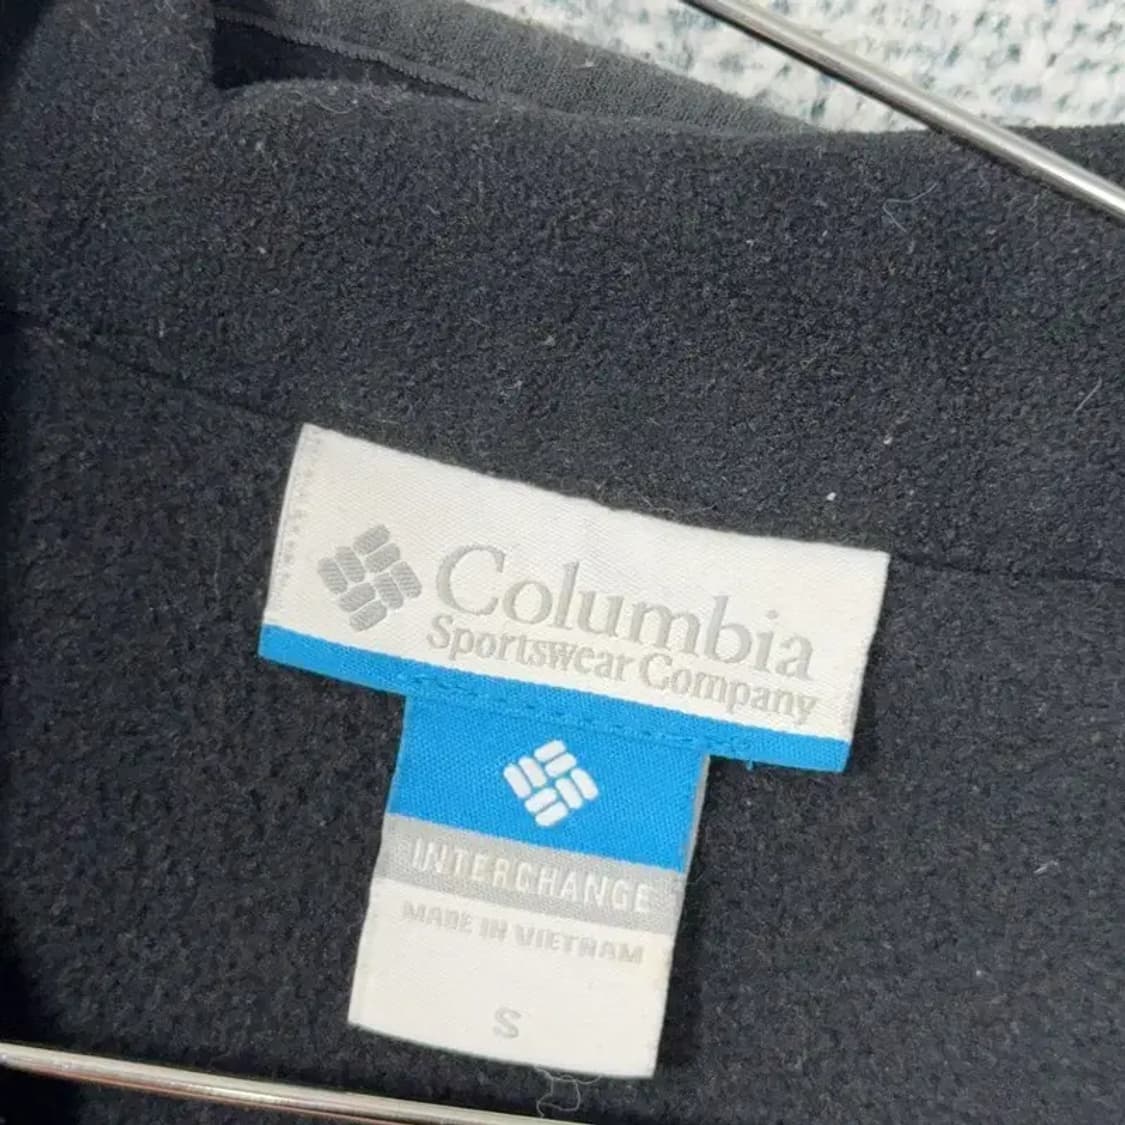 Columbia
Sportswear Company
INTERCHANGE
MADE IN VIETNAM
S